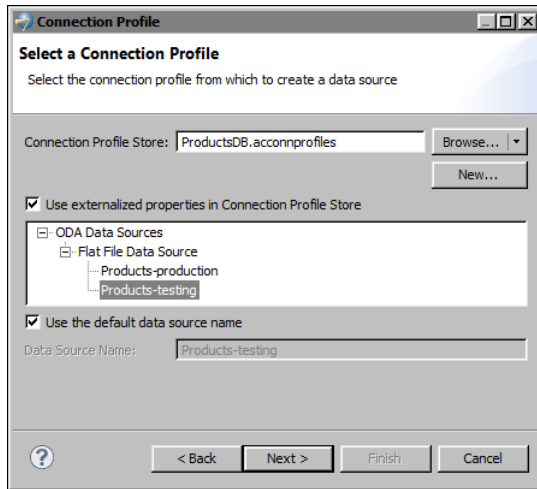 Connection Profile
Select a Connection Profile
Select the connection profile from which to create a data source
Connection Profile Store: ProductsDB.acconnprofiles Browse...
New...
Use externalized properties in Connection Profile Store
ODA Data Sources
Flat File Data Source
Products-production
Products-testing
Use the default data source name
Data Source Name: Products-testing
? < Back Next > Finish Cancel